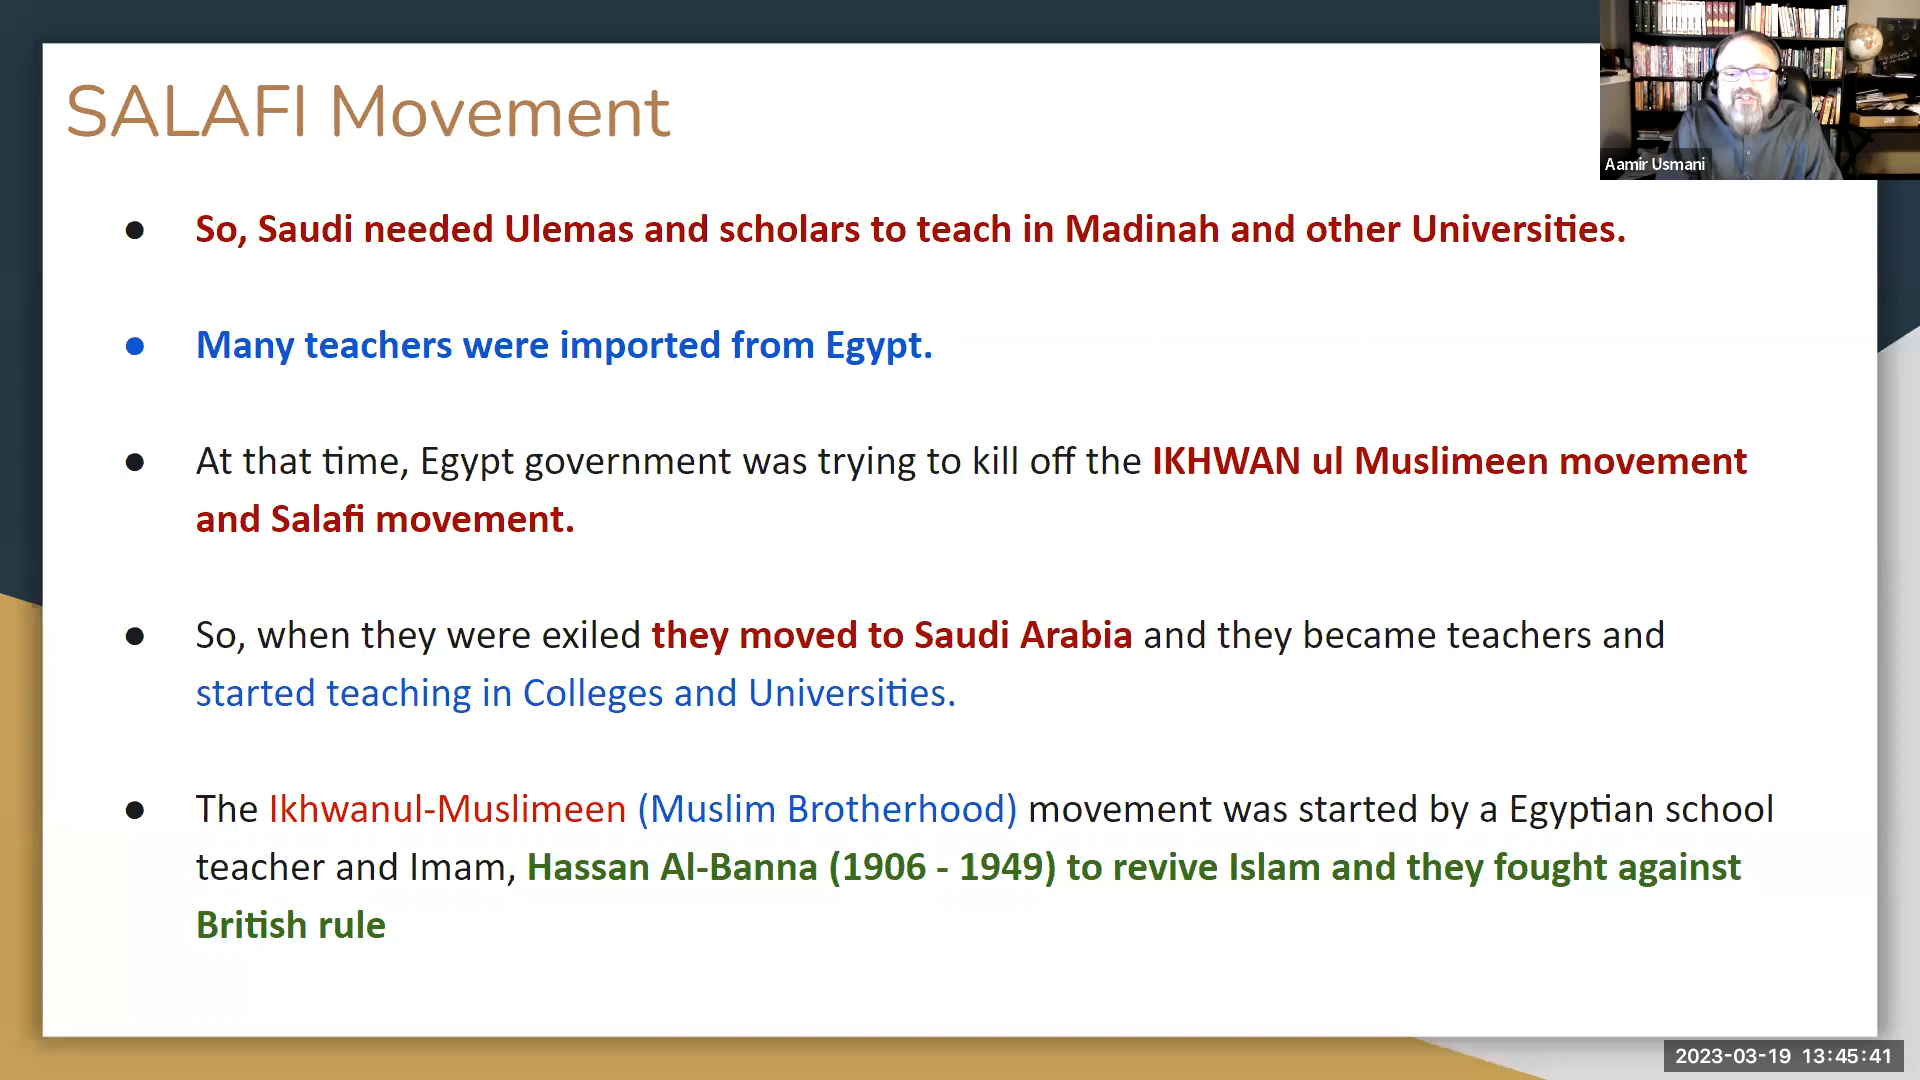 SALAFI Movement
Aamir Usmani
● So, Saudi needed Ulemas and scholars to teach in Madinah and other Universities.
● Many teachers were imported from Egypt.
● At that time, Egypt government was trying to kill off the IKHWAN ul Muslimeen movement
and Salafi movement.
● So, when they were exiled they moved to Saudi Arabia and they became teachers and
started teaching in Colleges and Universities.
● The Ikhwanul-Muslimeen (Muslim Brotherhood) movement was started by a Egyptian school
teacher and Imam, Hassan Al-Banna (1906 - 1949) to revive Islam and they fought against
British rule
2023-03-19 13:45:41